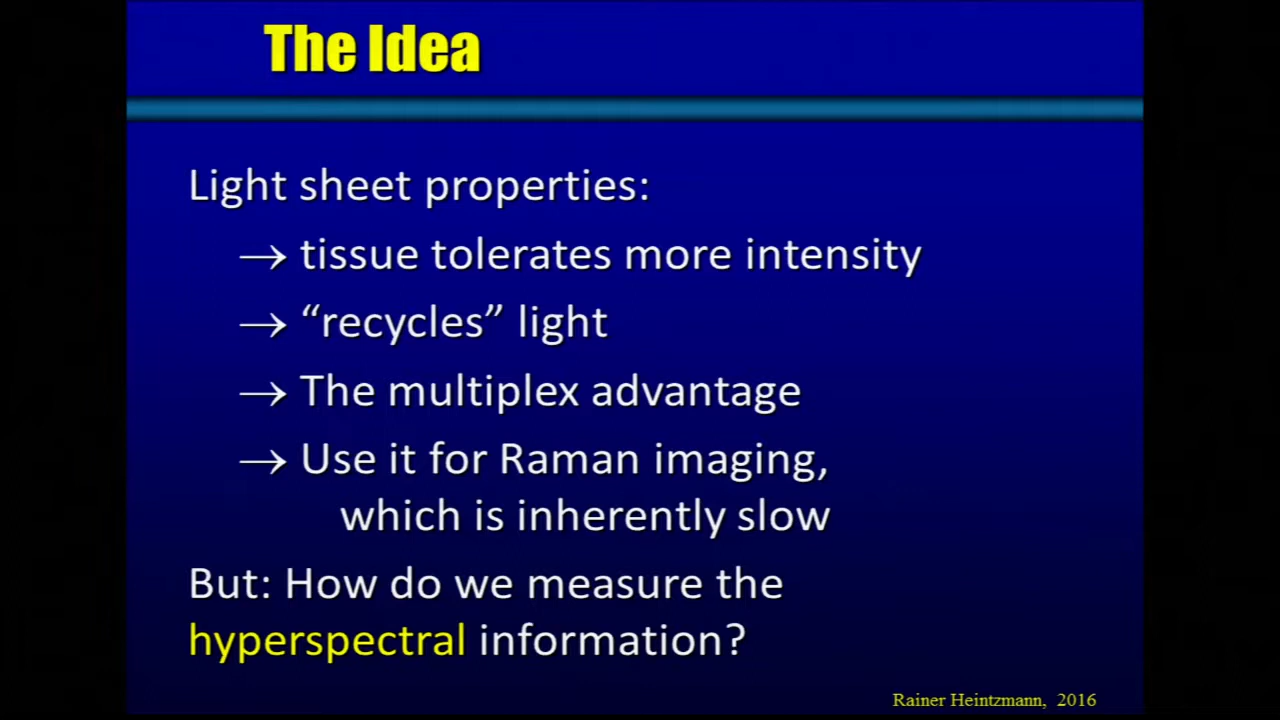 The Idea
Light sheet properties:
→ tissue tolerates more intensity
→ “recycles” light
→ The multiplex advantage
→ Use it for Raman imaging,
which is inherently slow
But: How do we measure the
hyperspectral information?
Rainer Heintzmann, 2016